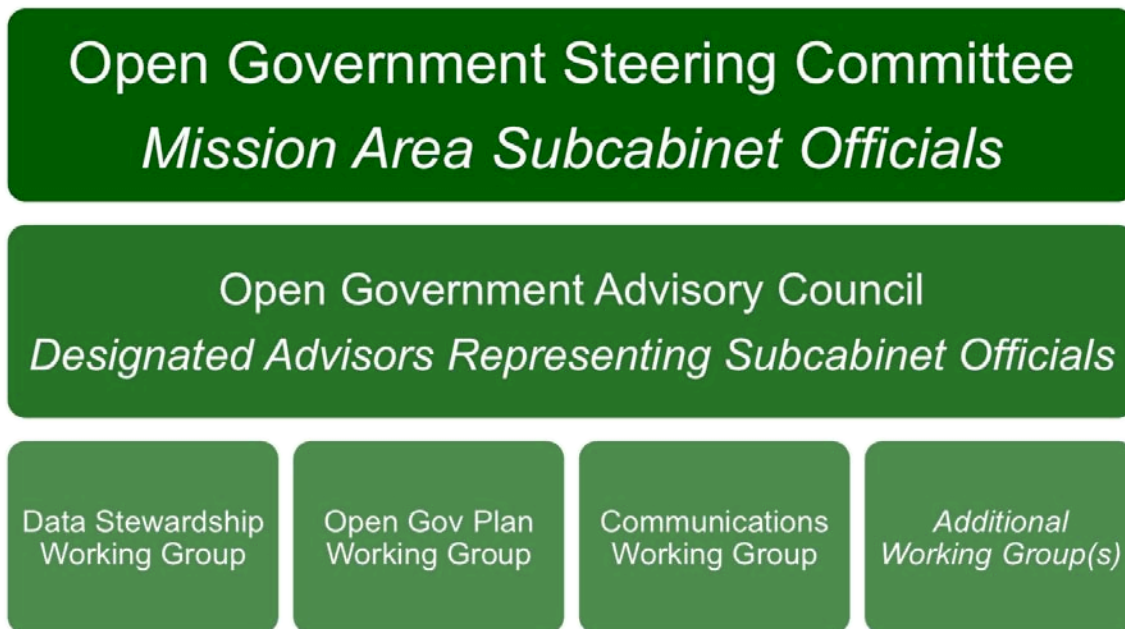 Open Government Steering Committee
Mission Area Subcabinet Officials
Open Government Advisory Council
Designated Advisors Representing Subcabinet Officials
Data Stewardship
Working Group
Open Gov Plan
Working Group
Communications
Working Group
Additional
Working Group(s)